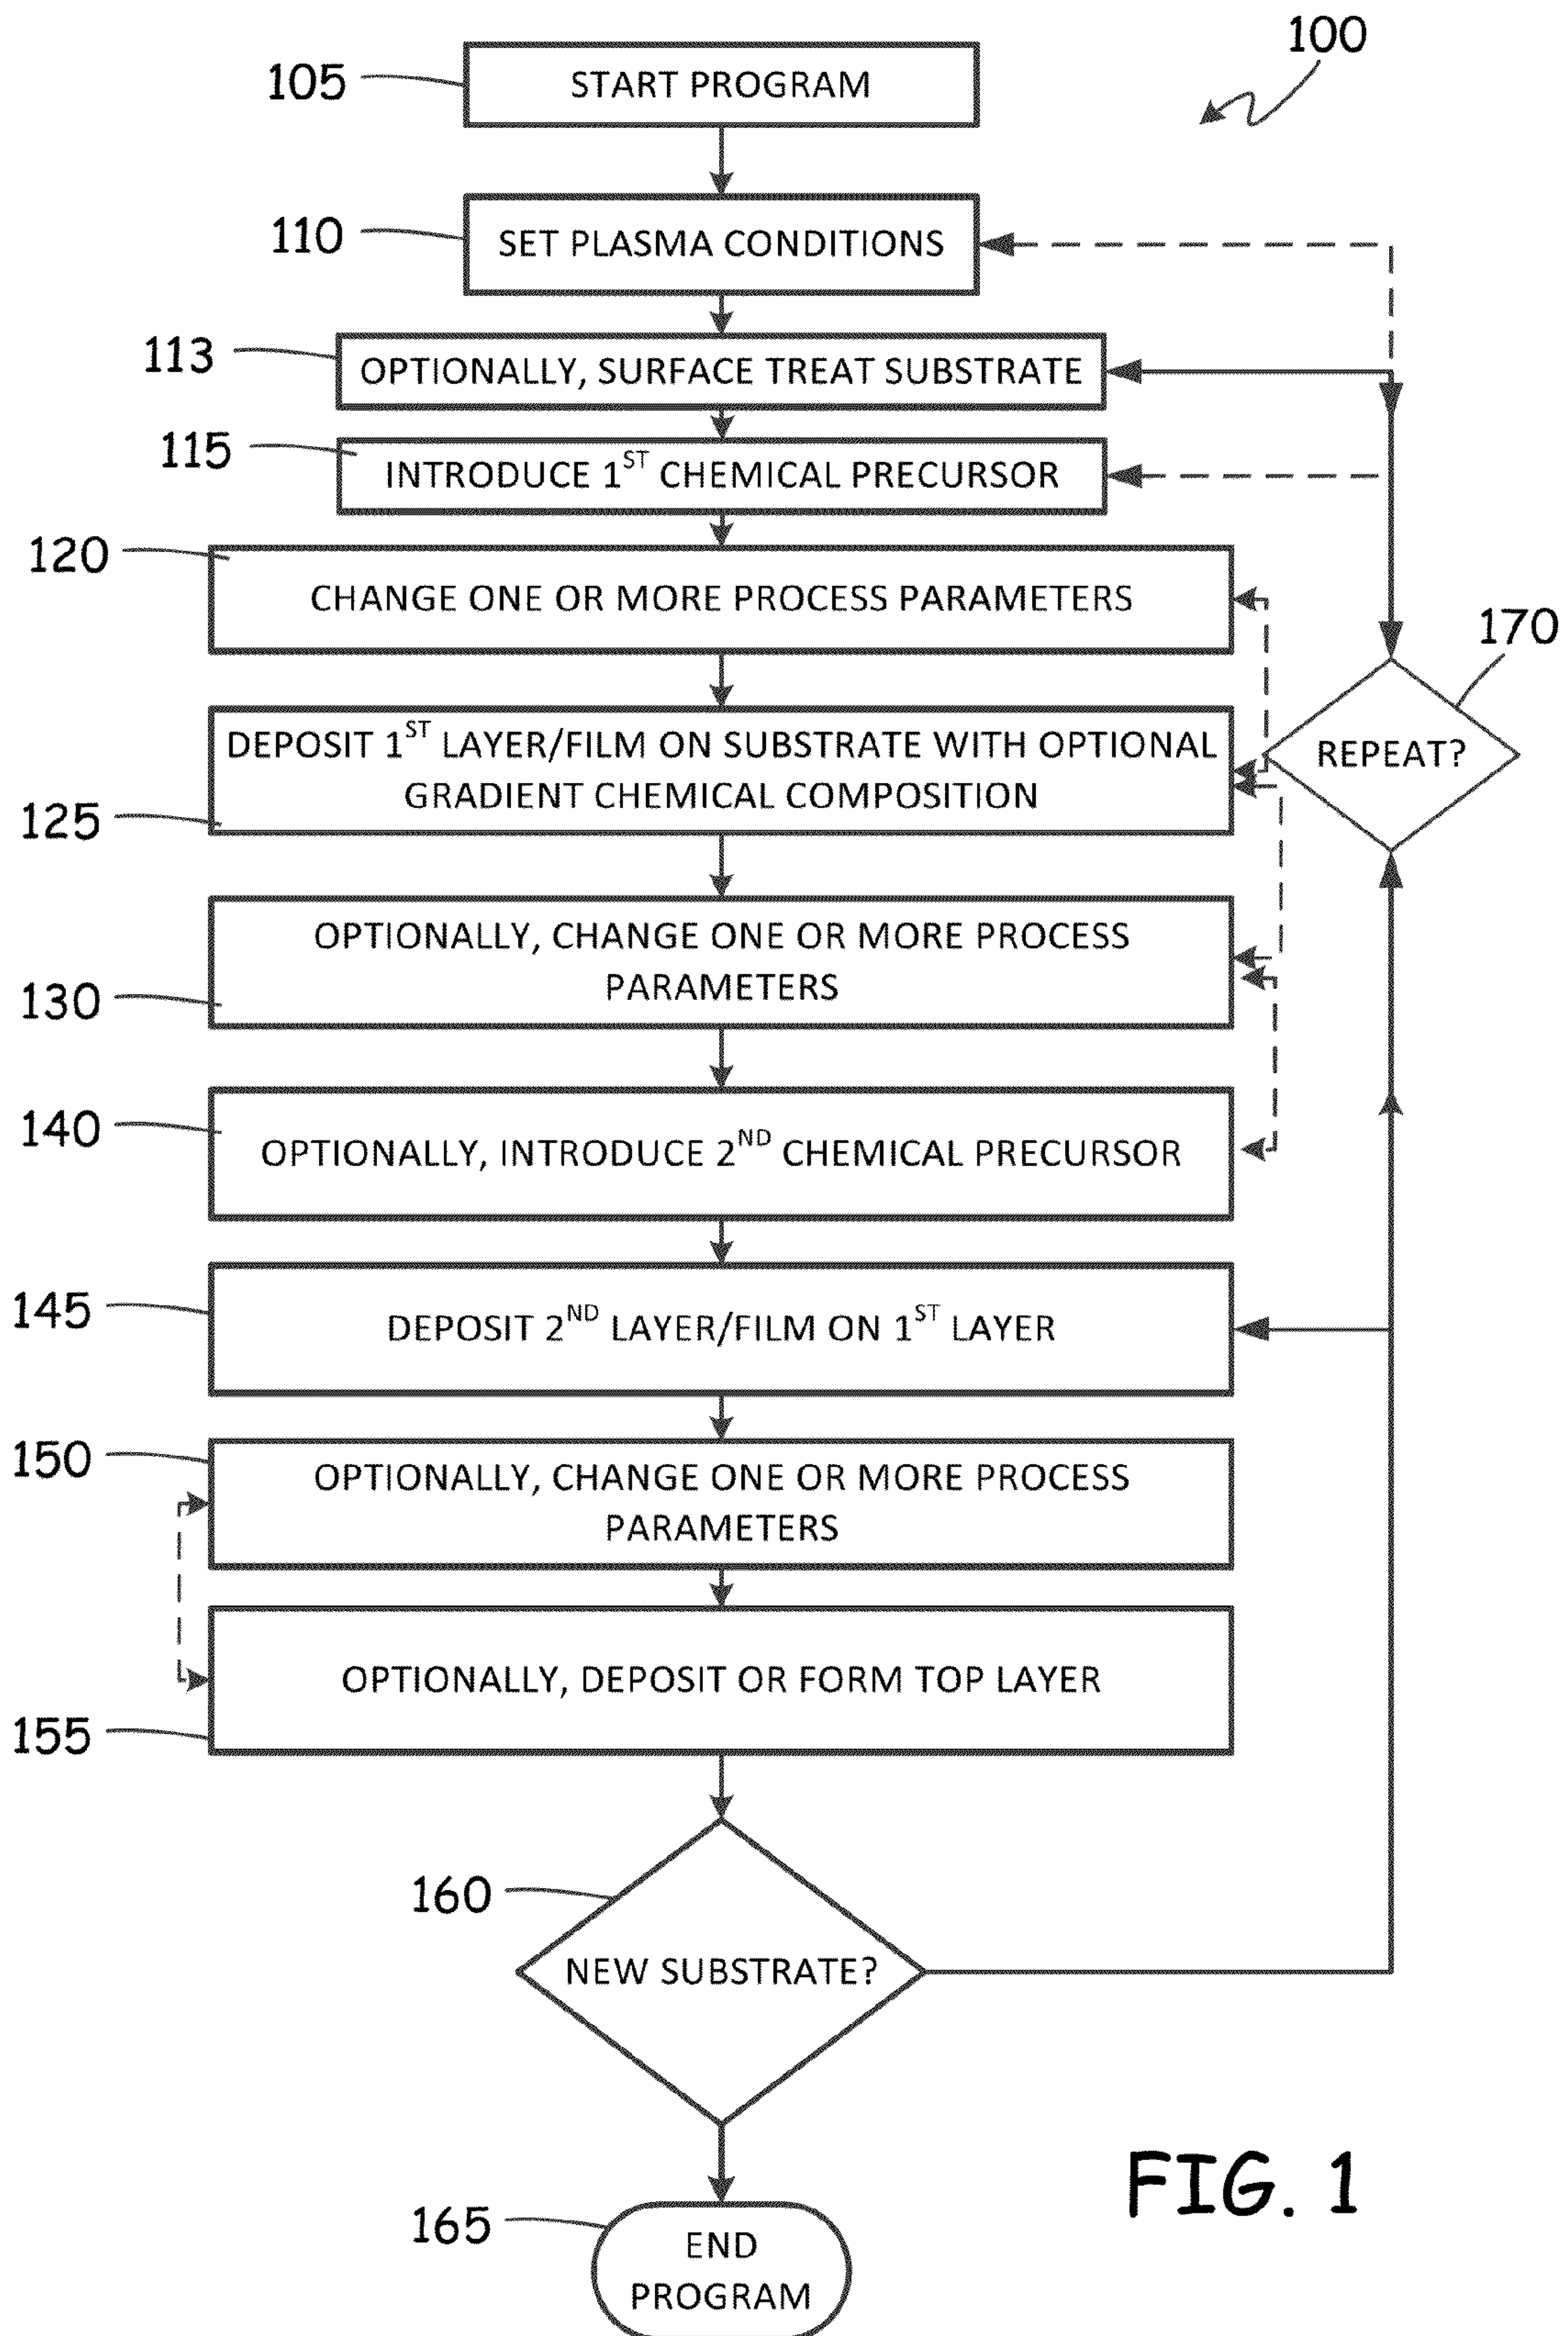 100
105
START PROGRAM
110
SET PLASMA CONDITIONS
113
OPTIONALLY, SURFACE TREAT SUBSTRATE
115
INTRODUCE 1ST CHEMICAL PRECURSOR
120
CHANGE ONE OR MORE PROCESS PARAMETERS
170
REPEAT?
DEPOSIT 1ST LAYER/FILM ON SUBSTRATE WITH OPTIONAL
GRADIENT CHEMICAL COMPOSITION
125
OPTIONALLY, CHANGE ONE OR MORE PROCESS
PARAMETERS
130
140
OPTIONALLY, INTRODUCE 2ND CHEMICAL PRECURSOR
145
DEPOSIT 2ND LAYER/FILM ON 1ST LAYER
150
OPTIONALLY, CHANGE ONE OR MORE PROCESS
PARAMETERS
OPTIONALLY, DEPOSIT OR FORM TOP LAYER
155
160
NEW SUBSTRATE?
165
END
PROGRAM
FIG. 1